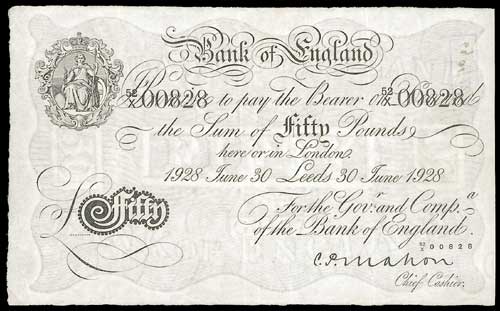 Bank of England
52/X 00828 to pay the Bearer on Demand 52/X 00828
the Sum of Fifty Pounds
here or in London
1928 June 30 Leeds 30 June 1928
For the Govr. and Compa.
of the Bank of England.
£ Fifty
52/X 00828
C.P. Mahon
Chief Cashier.